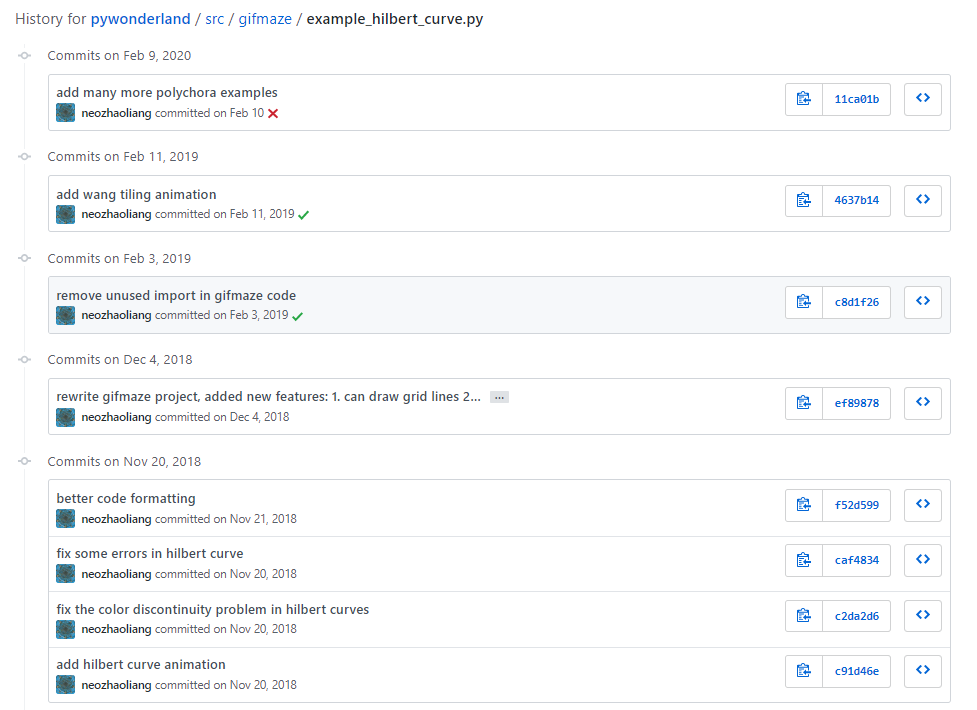 History for pywonderland / src / gifmaze / example_hilbert_curve.py
Commits on Feb 9, 2020
add many more polychora examples
11ca01b
neozhaoliang committed on Feb 10
Commits on Feb 11, 2019
add wang tiling animation
4637b14
neozhaoliang committed on Feb 11, 2019
Commits on Feb 3, 2019
remove unused import in gifmaze code
c8d1f26
neozhaoliang committed on Feb 3, 2019
Commits on Dec 4, 2018
rewrite gifmaze project, added new features: 1. can draw grid lines 2... …
ef89878
neozhaoliang committed on Dec 4, 2018
Commits on Nov 20, 2018
better code formatting
f52d599
neozhaoliang committed on Nov 21, 2018
fix some errors in hilbert curve
caf4834
neozhaoliang committed on Nov 20, 2018
fix the color discontinuity problem in hilbert curves
c2da2d6
neozhaoliang committed on Nov 20, 2018
add hilbert curve animation
c91d46e
neozhaoliang committed on Nov 20, 2018